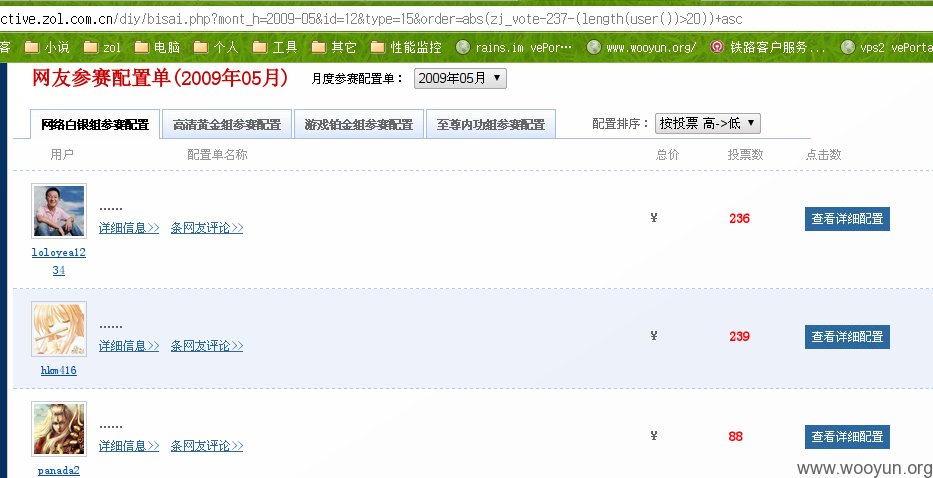 ctive.zol.com.cn/diy/bisai.php?mont_h=2009-05&id=12&type=15&order=abs(zj_vote-237-(length(user())>20))+asc
客 小说 zol 电脑 个人 工具 其它 性能监控 rains.im vePor… www.wooyun.org/ 铁路客户服务... vps2 vePorta
网友参赛配置单(2009年05月) 月度参赛配置单： 2009年05月
网络白银组参赛配置 高清黄金组参赛配置 游戏铂金组参赛配置 至尊内功组参赛配置 配置排序： 按投票 高->低
用户 配置单名称 总价 投票数 点击数
......
详细信息>> 条网友评论>> ¥ 236 查看详细配置
loloyea12
34
......
详细信息>> 条网友评论>> ¥ 239 查看详细配置
hkm416
......
详细信息>> 条网友评论>> ¥ 88 查看详细配置
panada2
www.wooyun.org